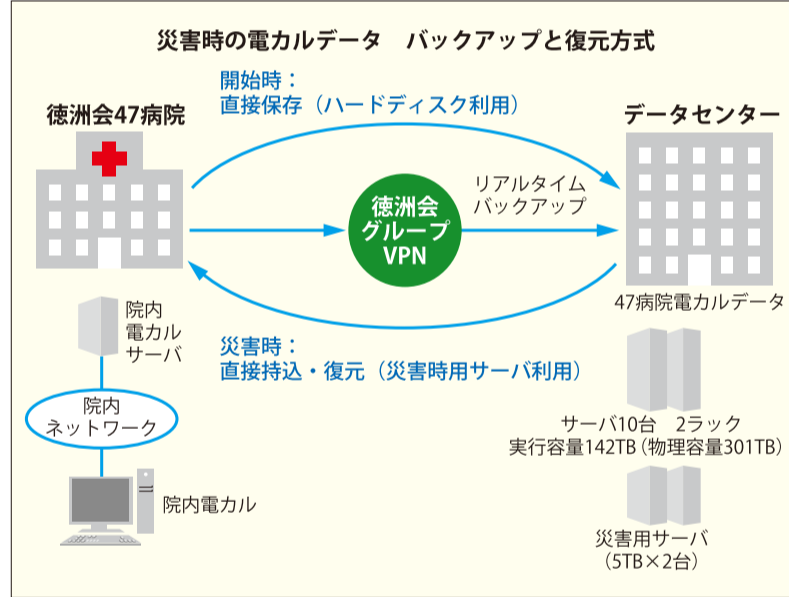 災害時の電カルデータ　バックアップと復元方式
開始時：
直接保存（ハードディスク利用）
徳洲会47病院
データセンター
リアルタイム
バックアップ
徳洲会
グループ
VPN
47病院電カルデータ
院内
電カル
サーバ
災害時：
直接持込・復元（災害時用サーバ利用）
院内
ネットワーク
サーバ10台　2ラック
実行容量142TB（物理容量301TB）
院内電カル
災害用サーバ
（5TB×2台）